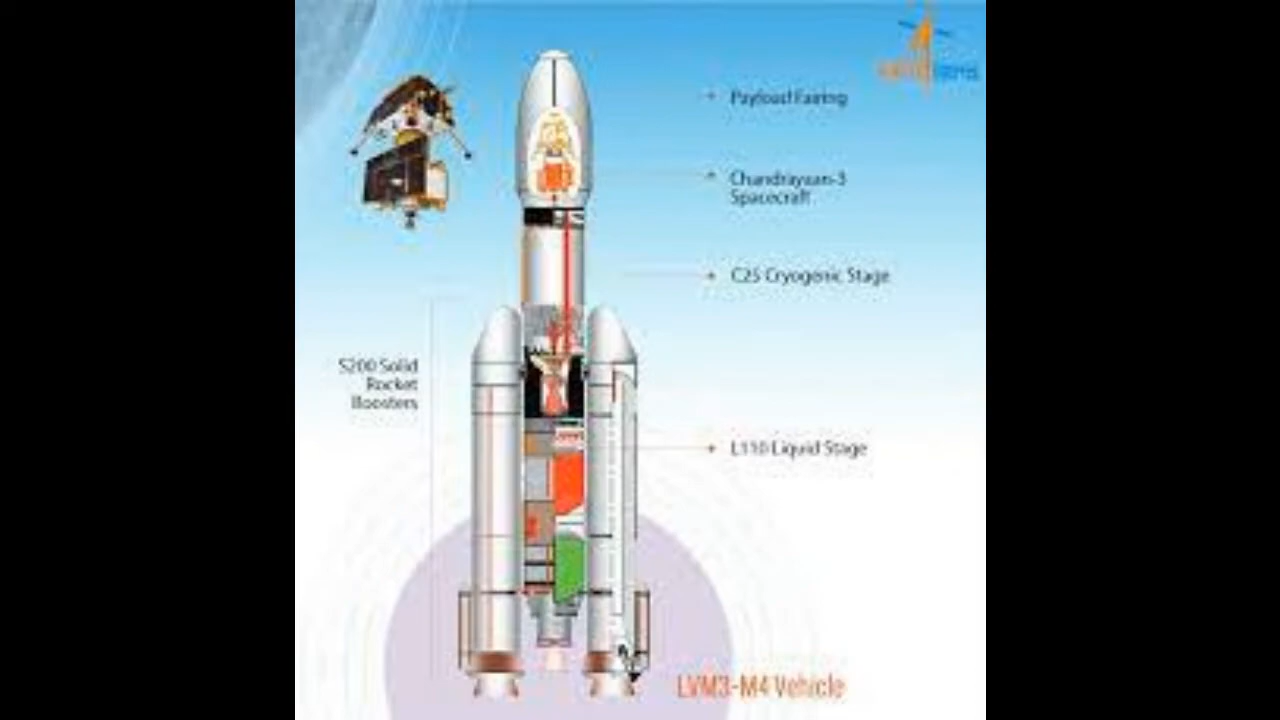 Payload Fairing
Chandrayaan-3
Spacecraft
C25 Cryogenic Stage
S200 Solid
Rocket
Boosters
L110 Liquid Stage
LVM3-M4 Vehicle